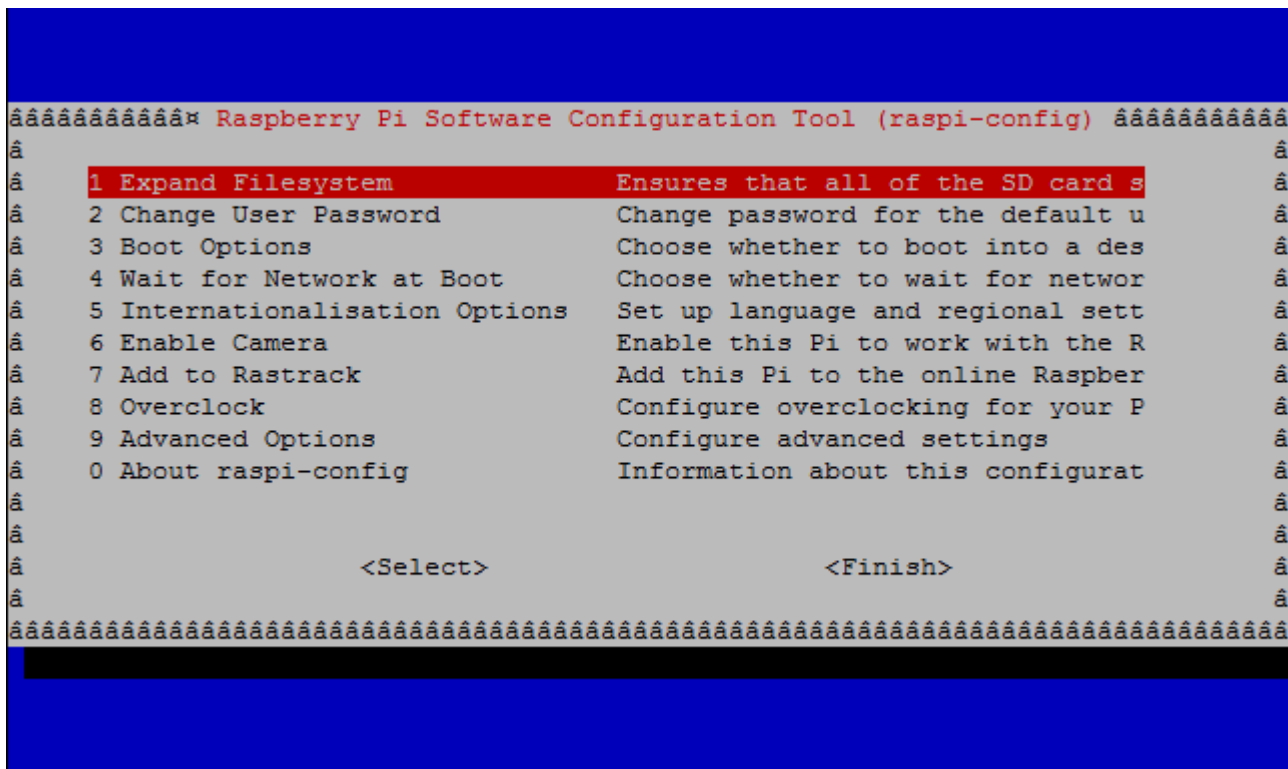 âââââââââââ¤ Raspberry Pi Software Configuration Tool (raspi-config) âââââââââââ
â â
â 1 Expand Filesystem Ensures that all of the SD card s â
â 2 Change User Password Change password for the default u â
â 3 Boot Options Choose whether to boot into a des â
â 4 Wait for Network at Boot Choose whether to wait for networ â
â 5 Internationalisation Options Set up language and regional sett â
â 6 Enable Camera Enable this Pi to work with the R â
â 7 Add to Rastrack Add this Pi to the online Raspber â
â 8 Overclock Configure overclocking for your P â
â 9 Advanced Options Configure advanced settings â
â 0 About raspi-config Information about this configurat â
â â
â â
â <Select> <Finish> â
â â
ââââââââââââââââââââââââââââââââââââââââââââââââââââââââââââââââââââââââââââââââ